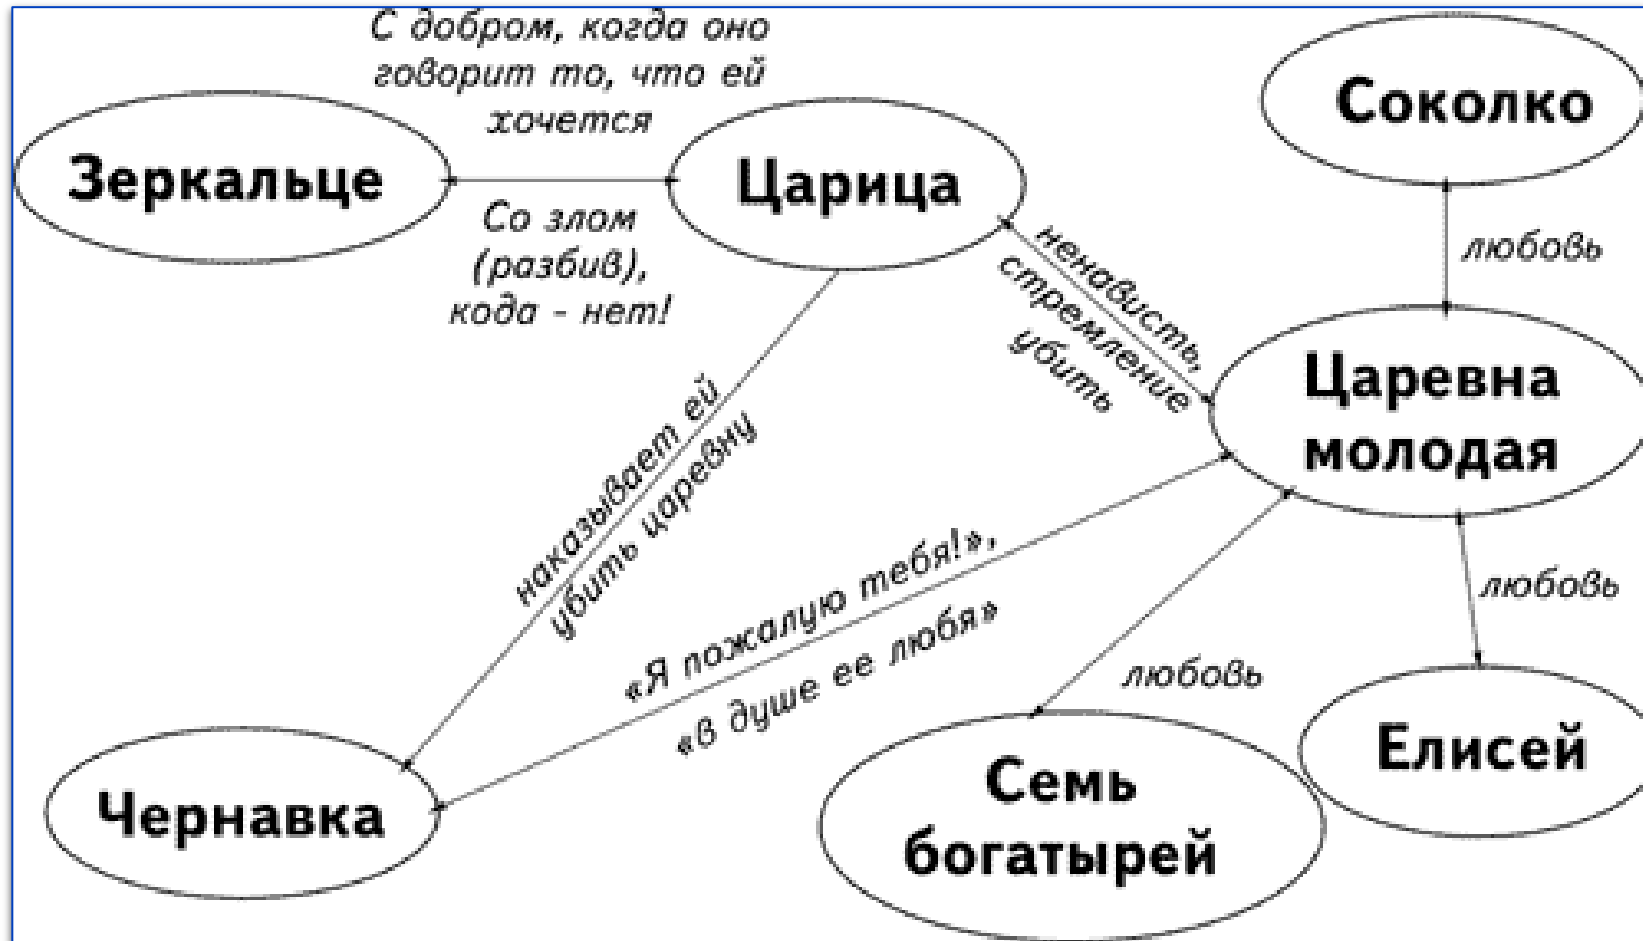 С добром, когда оно
говорит то, что ей
хочется
Зеркальце
Царица
Соколко
Со злом
(разбив),
кода - нет!
ненависть,
стремление
убить
любовь
Царевна
молодая
наказывает ей
убить царевну
«Я пожалую тебя!»,
«в душе ее любя»
любовь
любовь
Чернавка
Семь
богатырей
Елисей